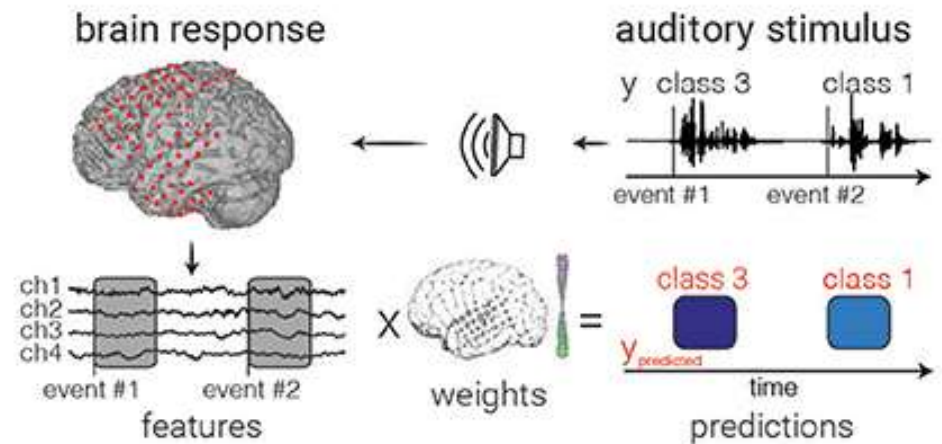 brain response
auditory stimulus
y class 3 class 1
event #1 event #2
ch1
ch2
ch3
ch4
event #1 event #2
features
x
weights
=
class 3 class 1
ypredicted
time
predictions